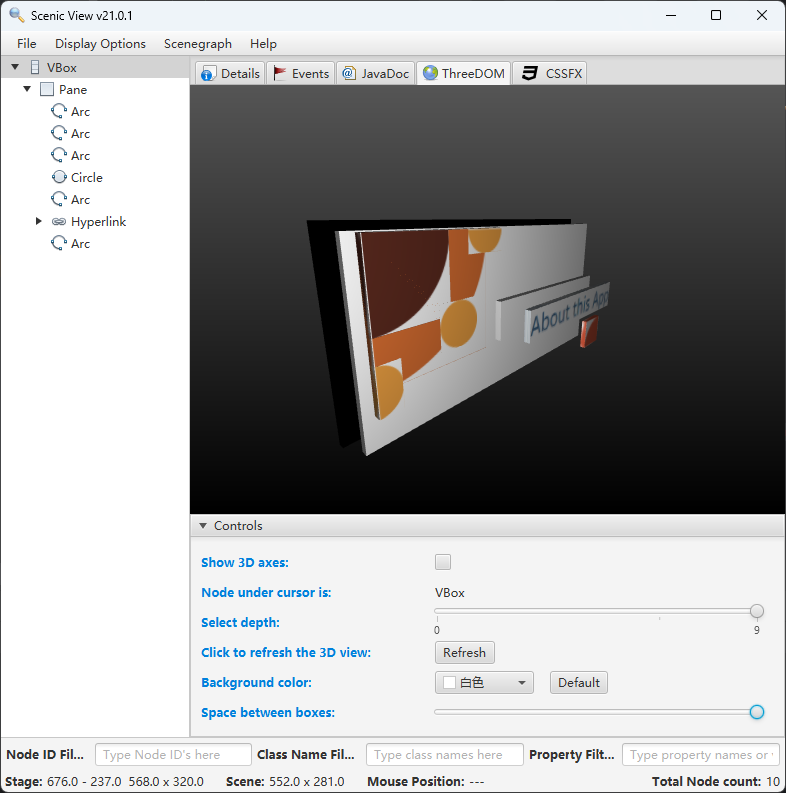 Scenic View v21.0.1
File Display Options Scenegraph Help
VBox
Pane
Arc
Arc
Arc
Circle
Arc
Hyperlink
Arc
Details Events JavaDoc ThreeDOM CSSFX
About this App
Controls
Show 3D axes:
Node under cursor is: VBox
Select depth:
0 9
Click to refresh the 3D view: Refresh
Background color: 白色 Default
Space between boxes:
Node ID Fil... Type Node ID's here Class Name Fil... Type class names here Property Filt... Type property names or
Stage: 676.0 - 237.0 568.0 x 320.0 Scene: 552.0 x 281.0 Mouse Position: --- Total Node count: 10